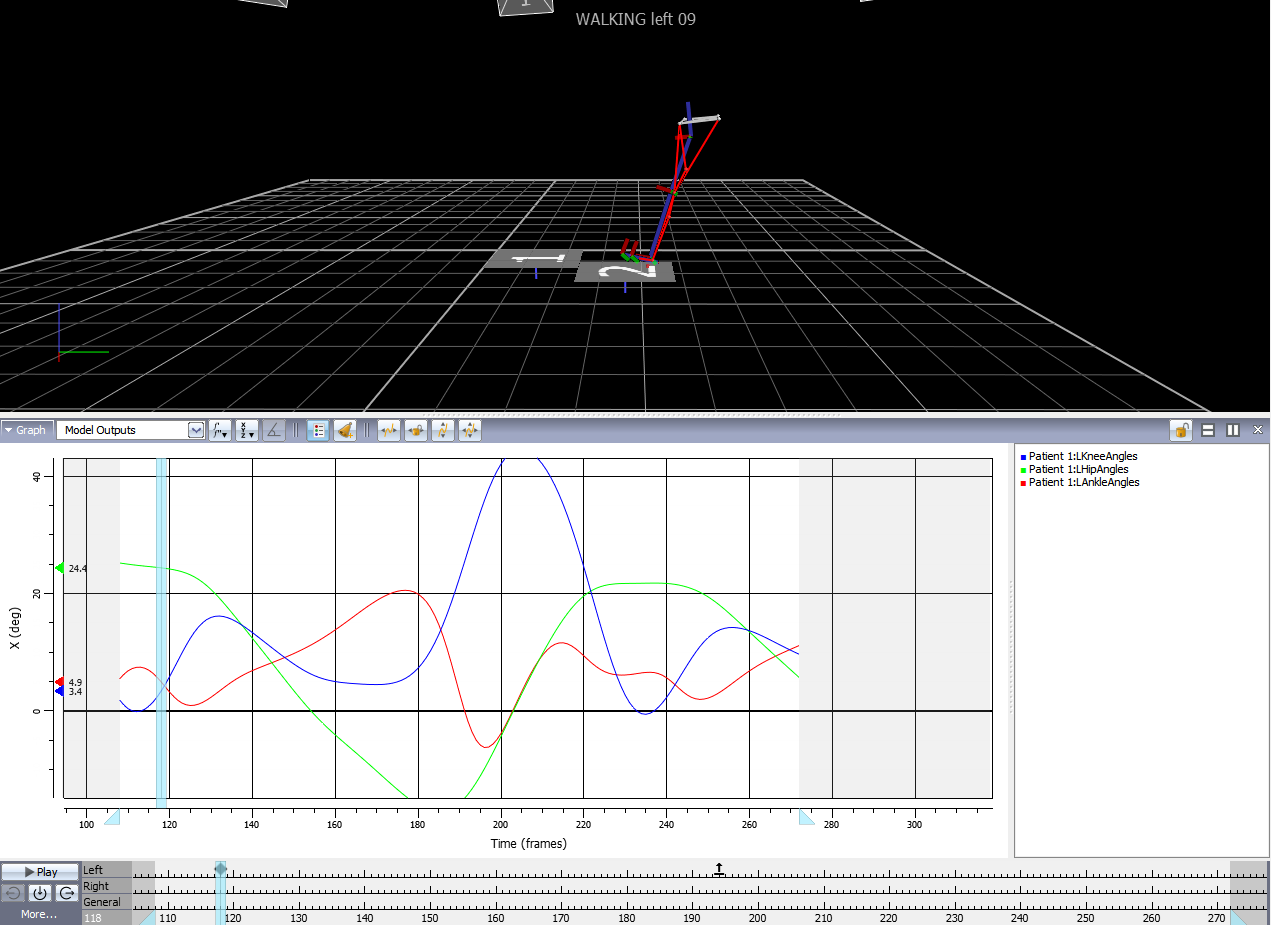 1
WALKING left 09
1
2
Graph
Model Outputs
Patient 1:LKneeAngles
Patient 1:LHipAngles
Patient 1:LAnkleAngles
X (deg)
40
20
0
24.4
4.9
3.4
100 120 140 160 180 200 220 240 260 280 300
Time (frames)
Play
More...
Left
Right
General
118
110 120 130 140 150 160 170 180 190 200 210 220 230 240 250 260 270